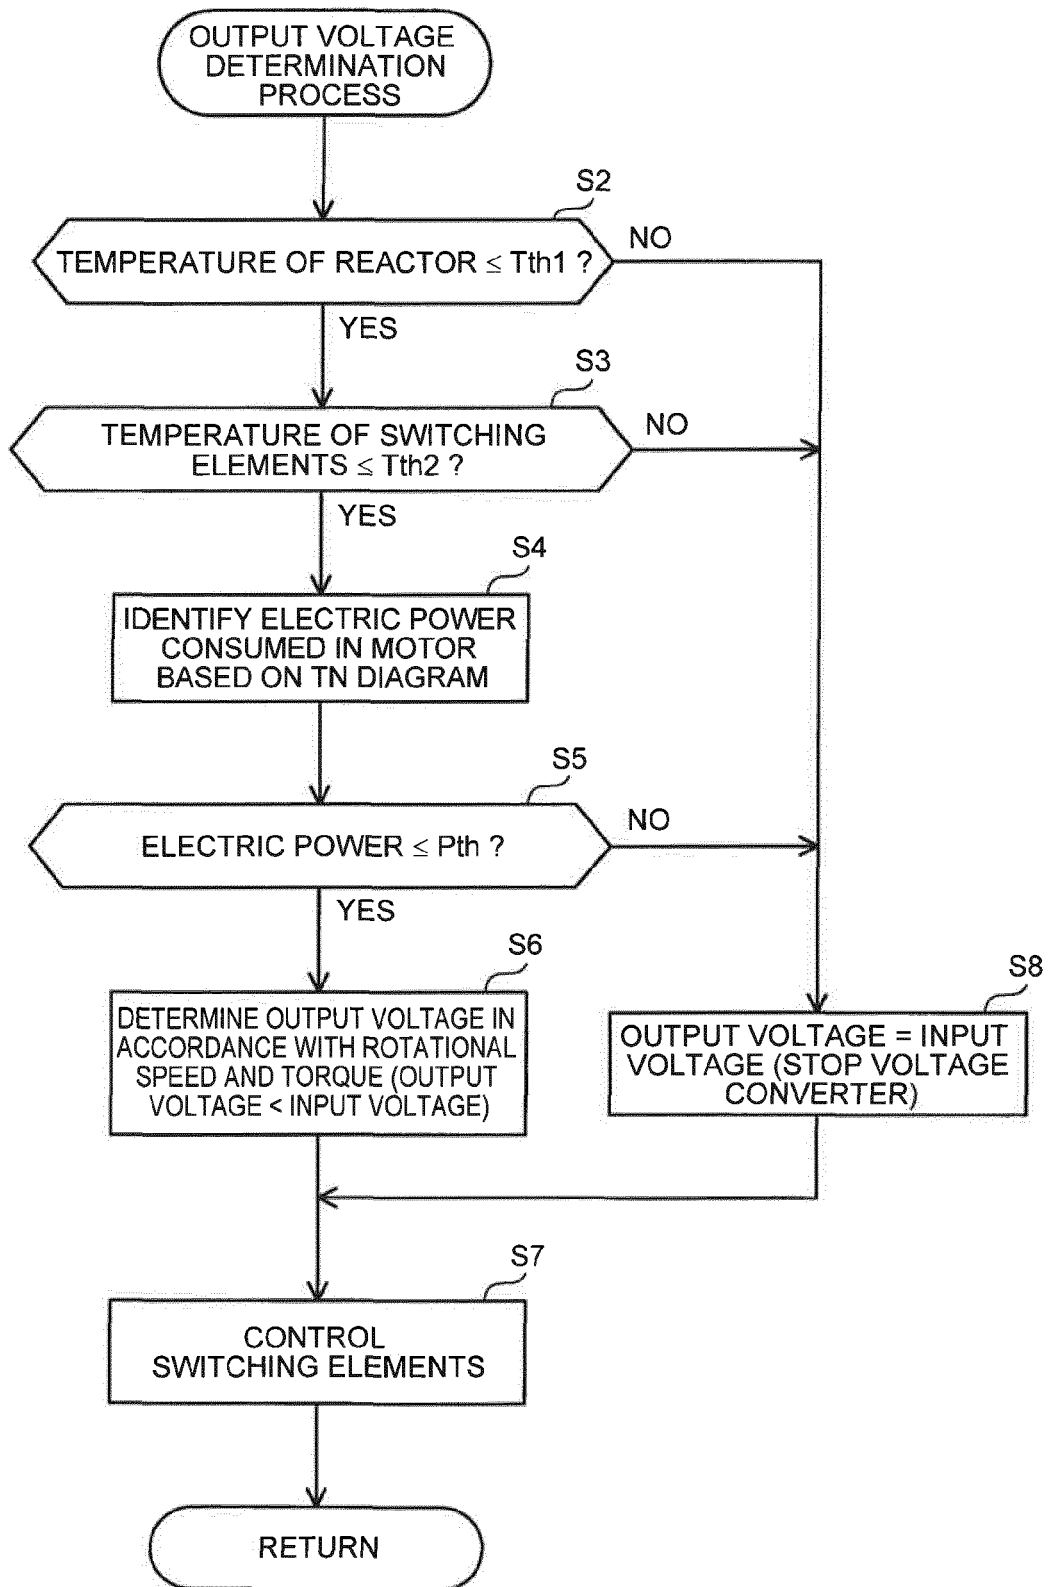 OUTPUT VOLTAGE
DETERMINATION
PROCESS
S2
TEMPERATURE OF REACTOR ≤ Tth1 ?
NO
YES
S3
TEMPERATURE OF SWITCHING
ELEMENTS ≤ Tth2 ?
NO
YES
S4
IDENTIFY ELECTRIC POWER
CONSUMED IN MOTOR
BASED ON TN DIAGRAM
S5
ELECTRIC POWER ≤ Pth ?
NO
YES
S6
DETERMINE OUTPUT VOLTAGE IN
ACCORDANCE WITH ROTATIONAL
SPEED AND TORQUE (OUTPUT
VOLTAGE < INPUT VOLTAGE)
S8
OUTPUT VOLTAGE = INPUT
VOLTAGE (STOP VOLTAGE
CONVERTER)
S7
CONTROL
SWITCHING ELEMENTS
RETURN